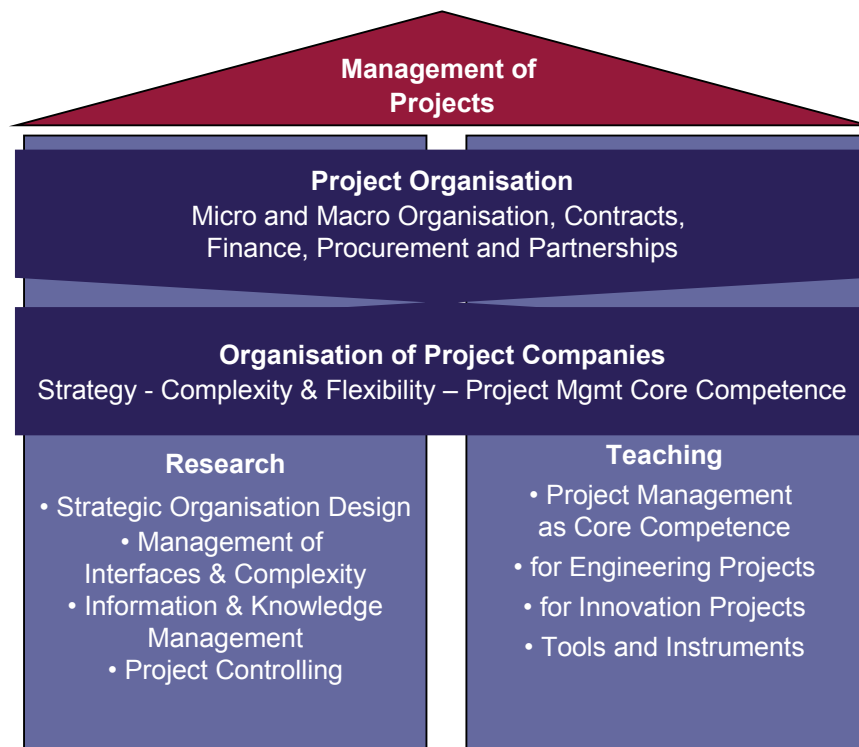 Management of
Projects
Project Organisation
Micro and Macro Organisation, Contracts,
Finance, Procurement and Partnerships
Organisation of Project Companies
Strategy - Complexity & Flexibility – Project Mgmt Core Competence
Research
• Strategic Organisation Design
• Management of
Interfaces & Complexity
• Information & Knowledge
Management
• Project Controlling
Teaching
• Project Management
as Core Competence
• for Engineering Projects
• for Innovation Projects
• Tools and Instruments